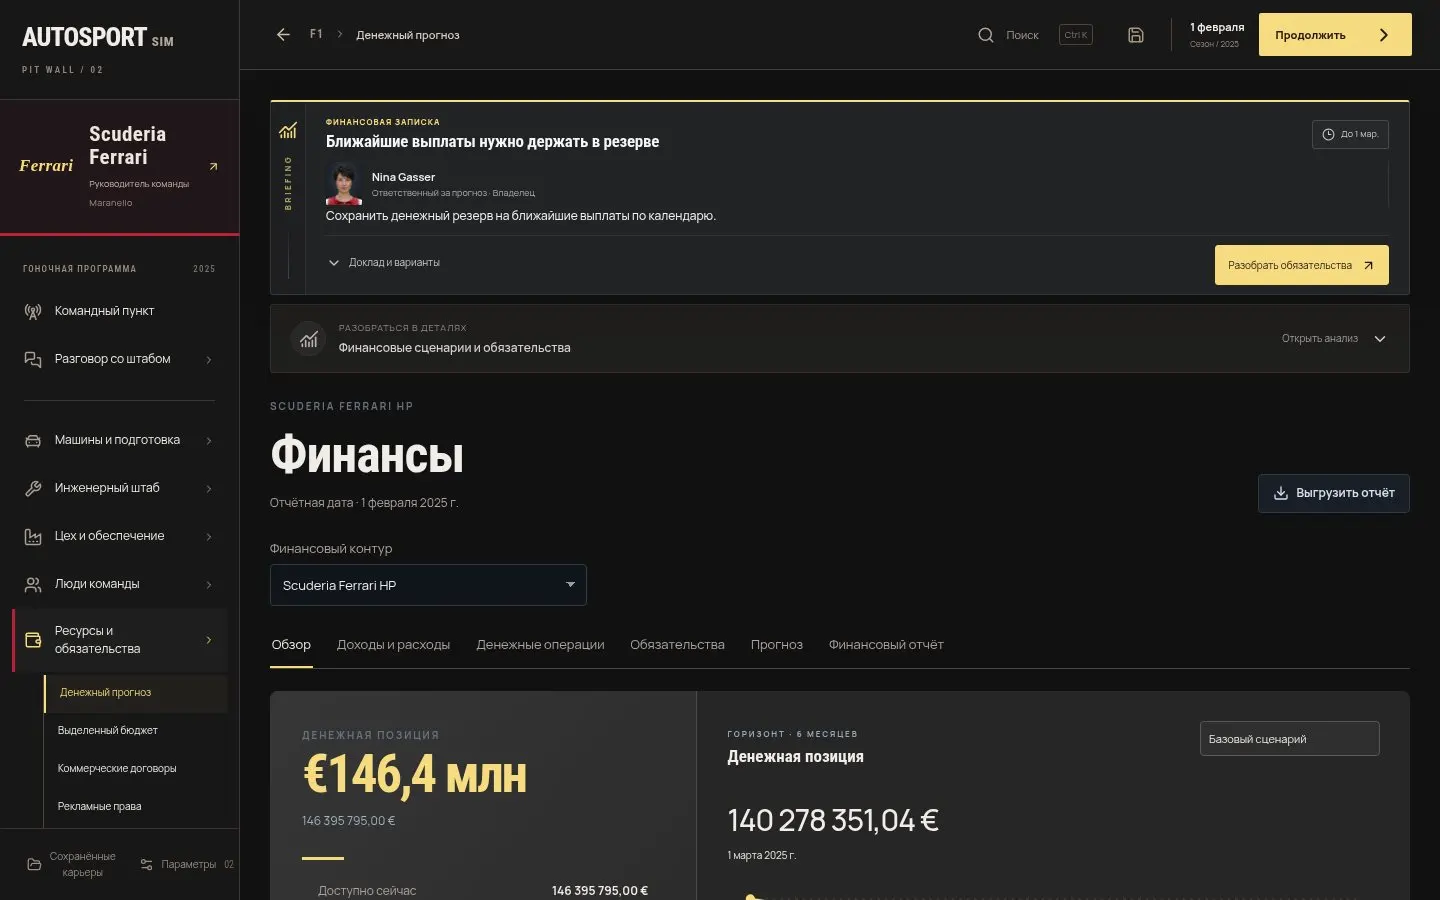 AUTOSPORT SIM
PIT WALL / 02
Ferrari
Scuderia
Ferrari
Руководитель команды
Maranello
ГОНОЧНАЯ ПРОГРАММА 2025
Командный пункт
Разговор со штабом
Машины и подготовка
Инженерный штаб
Цех и обеспечение
Люди команды
Ресурсы и
обязательства
Денежный прогноз
Выделенный бюджет
Коммерческие договоры
Рекламные права
Сохранённые
карьеры
Параметры 02
F1 Денежный прогноз
Поиск Ctrl K
1 февраля
Сезон / 2025
Продолжить
BRIEFING
ФИНАНСОВАЯ ЗАПИСКА
Ближайшие выплаты нужно держать в резерве
До 1 мар.
Nina Gasser
Ответственный за прогноз · Владелец
Сохранить денежный резерв на ближайшие выплаты по календарю.
Доклад и варианты
Разобрать обязательства
РАЗОБРАТЬСЯ В ДЕТАЛЯХ
Финансовые сценарии и обязательства
Открыть анализ
SCUDERIA FERRARI HP
Финансы
Отчётная дата · 1 февраля 2025 г.
Выгрузить отчёт
Финансовый контур
Scuderia Ferrari HP
Обзор Доходы и расходы Денежные операции Обязательства Прогноз Финансовый отчёт
ДЕНЕЖНАЯ ПОЗИЦИЯ
€146,4 млн
146 395 795,00 €
Доступно сейчас 146 395 795,00 €
ГОРИЗОНТ · 6 МЕСЯЦЕВ
Денежная позиция
Базовый сценарий
140 278 351,04 €
1 марта 2025 г.